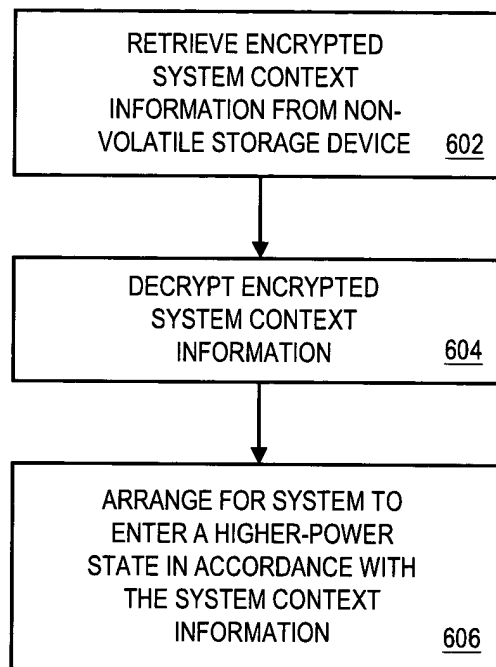 RETRIEVE ENCRYPTED
SYSTEM CONTEXT
INFORMATION FROM NON-
VOLATILE STORAGE DEVICE 602
DECRYPT ENCRYPTED
SYSTEM CONTEXT
INFORMATION 604
ARRANGE FOR SYSTEM TO
ENTER A HIGHER-POWER
STATE IN ACCORDANCE WITH
THE SYSTEM CONTEXT
INFORMATION 606